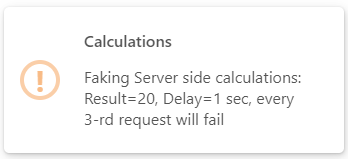 Calculations
Faking Server side calculations:
Result=20, Delay=1 sec, every
3-rd request will fail